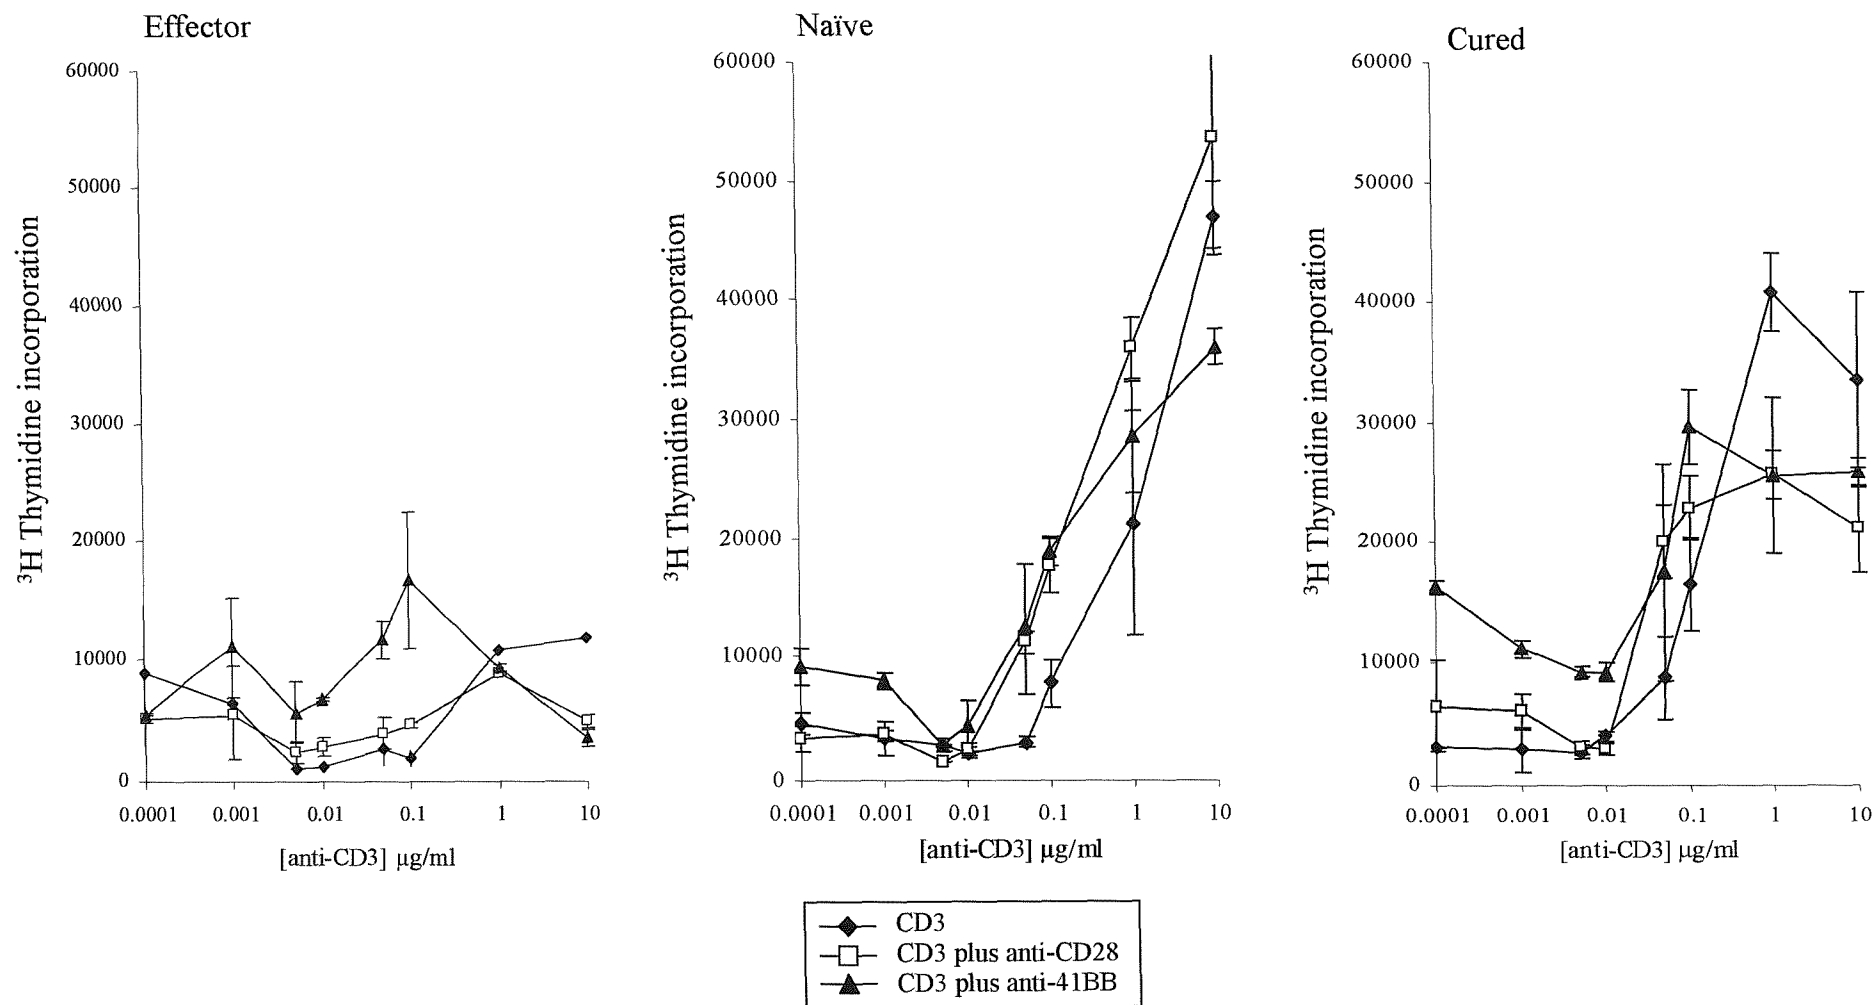 Effector
60000
50000
40000
30000
20000
10000
0
³H Thymidine incorporation
0.0001 0.001 0.01 0.1 1 10
[anti-CD3] µg/ml
Naïve
60000
50000
40000
30000
20000
10000
0
³H Thymidine incorporation
0.0001 0.001 0.01 0.1 1 10
[anti-CD3] µg/ml
Cured
60000
50000
40000
30000
20000
10000
0
³H Thymidine incorporation
0.0001 0.001 0.01 0.1 1 10
[anti-CD3] µg/ml
CD3
CD3 plus anti-CD28
CD3 plus anti-41BB